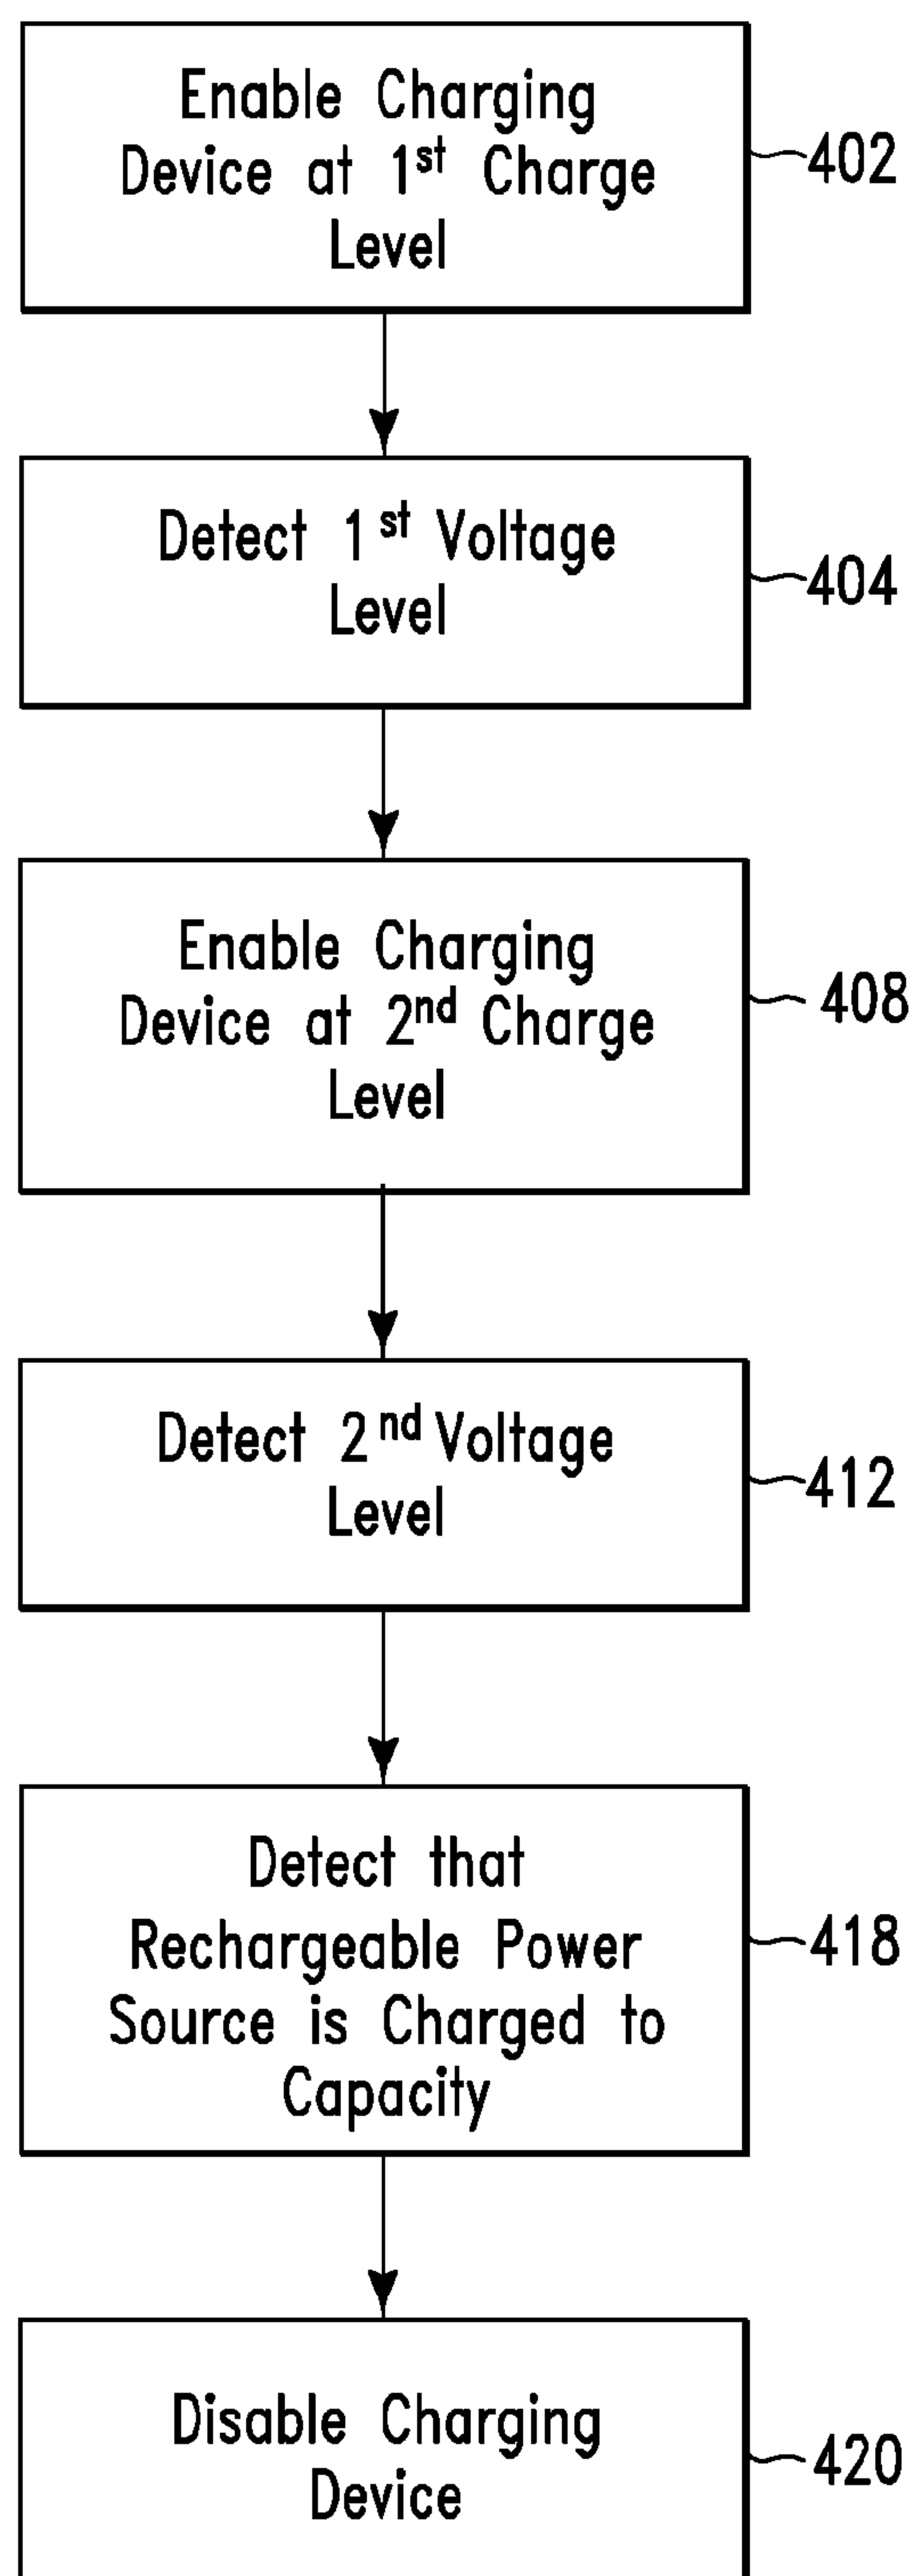 Enable Charging
Device at 1st Charge
Level
402
Detect 1st Voltage
Level
404
Enable Charging
Device at 2nd Charge
Level
408
Detect 2nd Voltage
Level
412
Detect that
Rechargeable Power
Source is Charged to
Capacity
418
Disable Charging
Device
420